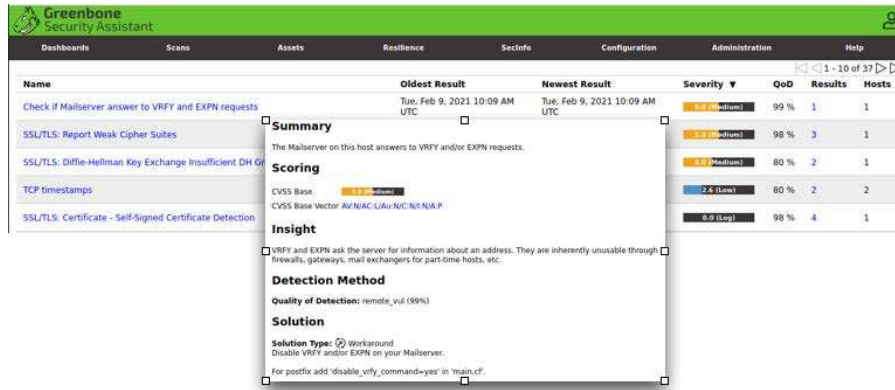 Greenbone
Security Assistant
Dashboards Scans Assets Resilience SecInfo Configuration Administration Help
1 - 10 of 37
Name Oldest Result Newest Result Severity ▼ QoD Results Hosts
Check if Mailserver answer to VRFY and EXPN requests Tue, Feb 9, 2021 10:09 AM UTC Tue, Feb 9, 2021 10:09 AM UTC 5.0 (Medium) 99 % 1 1
SSL/TLS: Report Weak Cipher Suites 5.0 (Medium) 98 % 3 1
SSL/TLS: Diffie-Hellman Key Exchange Insufficient DH (Medium) 80 % 2 1
TCP timestamps 2.6 (Low) 80 % 2 2
SSL/TLS: Certificate - Self-Signed Certificate Detection 0.0 (Log) 98 % 4 1
Summary
The Mailserver on this host answers to VRFY and/or EXPN requests.
Scoring
CVSS Base 5.0 (Medium)
CVSS Base Vector AV:N/AC:L/Au:N/C:N/I:N/A:P
Insight
VRFY and EXPN ask the server for information about an address. They are inherently unusable through
firewalls, gateways, mail exchangers for part-time hosts, etc.
Detection Method
Quality of Detection: remote_vul (99%)
Solution
Solution Type: Workaround
Disable VRFY and/or EXPN on your Mailserver.
For postfix add 'disable_vrfy_command=yes' in 'main.cf'.